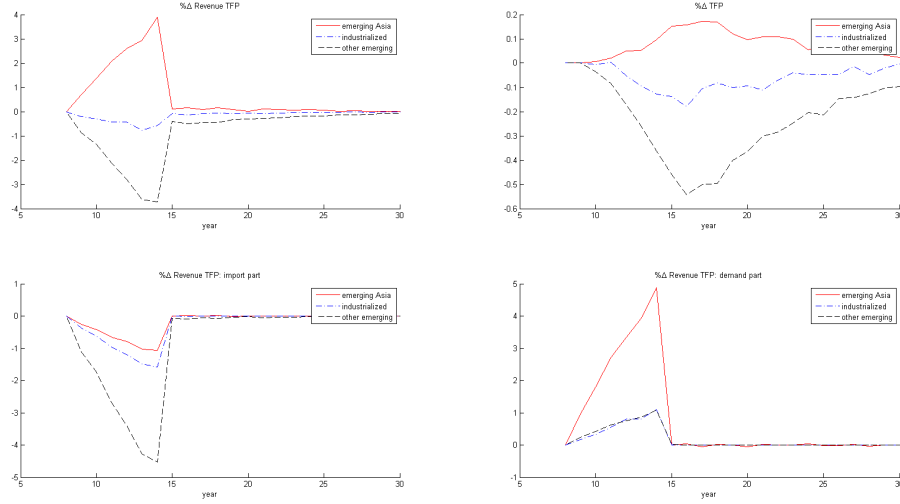 %Δ Revenue TFP
4
3
2
1
0
-1
-2
-3
-4
5 10 15 20 25 30
year
emerging Asia
industrialized
other emerging
%Δ TFP
0.2
0.1
0
-0.1
-0.2
-0.3
-0.4
-0.5
-0.6
5 10 15 20 25 30
year
emerging Asia
industrialized
other emerging
%Δ Revenue TFP: import part
1
0
-1
-2
-3
-4
-5
5 10 15 20 25 30
year
emerging Asia
industrialized
other emerging
%Δ Revenue TFP: demand part
5
4
3
2
1
0
-1
5 10 15 20 25 30
year
emerging Asia
industrialized
other emerging